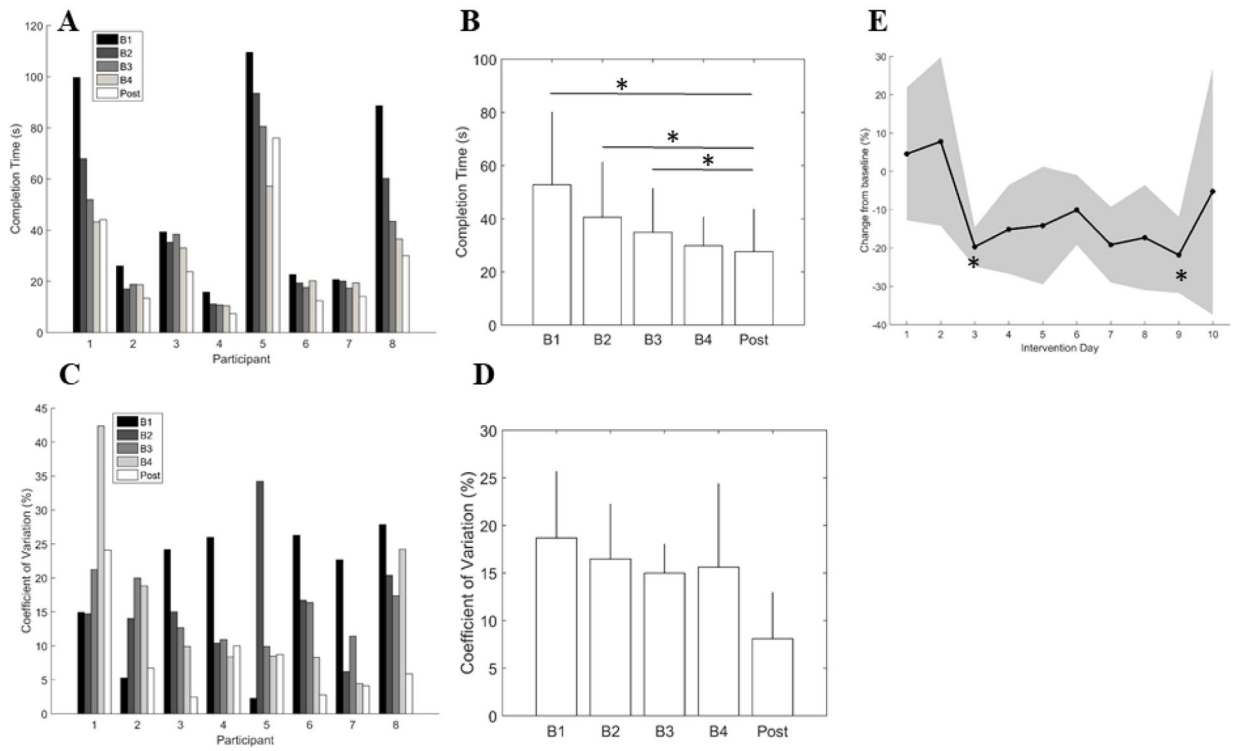 A
120
100
80
60
40
20
0
Completion Time (s)
B1
B2
B3
B4
Post
1 2 3 4 5 6 7 8
Participant
B
100
80
60
40
20
0
Completion Time (s)
*
*
*
B1 B2 B3 B4 Post
E
30
20
10
0
-10
-20
-30
-40
Change from baseline (%)
*
*
1 2 3 4 5 6 7 8 9 10
Intervention Day
C
45
40
35
30
25
20
15
10
5
0
Coefficient of Variation (%)
B1
B2
B3
B4
Post
1 2 3 4 5 6 7 8
Participant
D
30
25
20
15
10
5
0
Coefficient of Variation (%)
B1 B2 B3 B4 Post